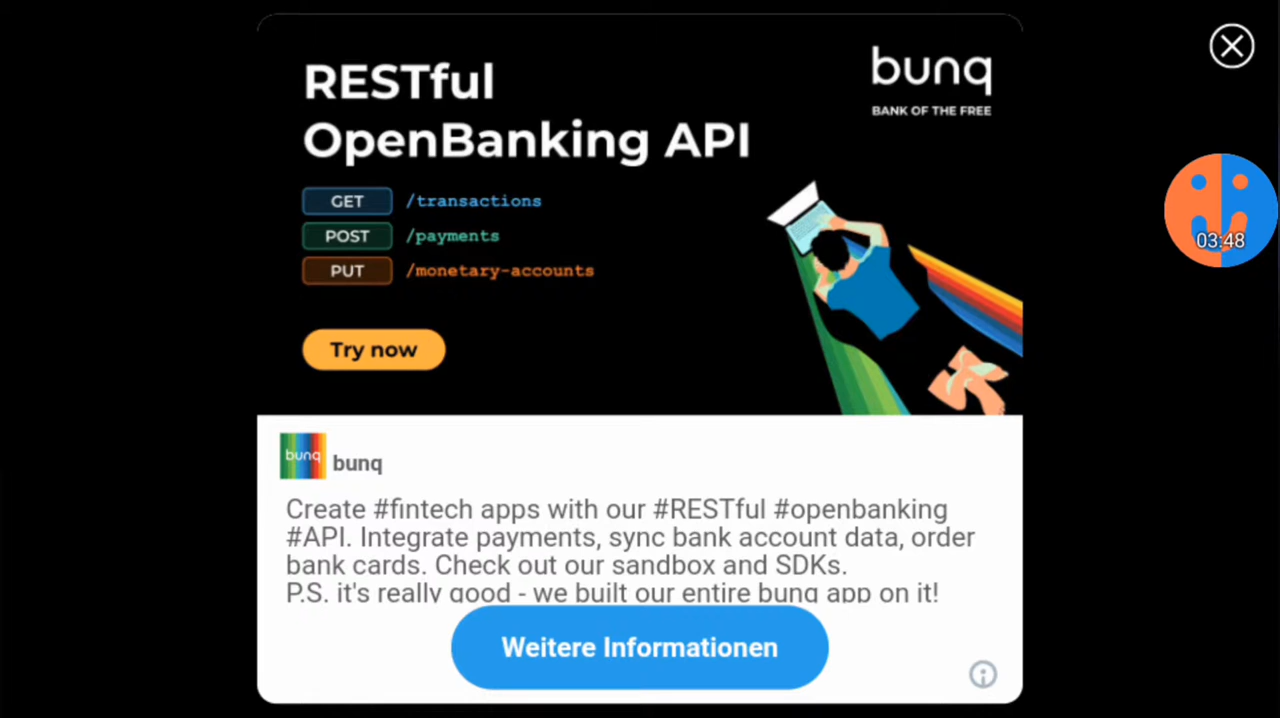 RESTful
OpenBanking API
bunq
BANK OF THE FREE
GET /transactions
POST /payments
PUT /monetary-accounts
Try now
03:48
bunq bunq
Create #fintech apps with our #RESTful #openbanking
#API. Integrate payments, sync bank account data, order
bank cards. Check out our sandbox and SDKs.
P.S. it's really good - we built our entire bunq app on it!
Weitere Informationen